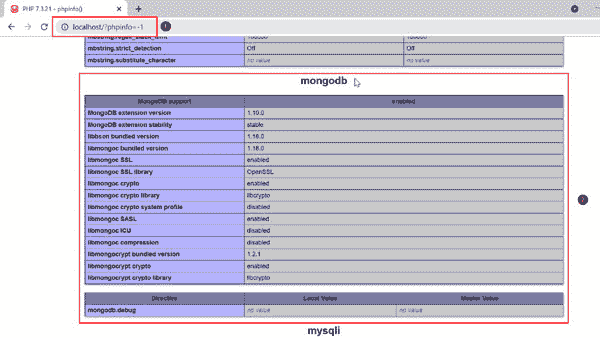 PHP 7.3.21 - phpinfo()
localhost/?phpinfo=-1
1
mbstring.strict_detection Off Off
mbstring.substitute_character no value no value
mongodb
MongoDB support enabled
MongoDB extension version 1.10.0
MongoDB extension stability stable
libbson bundled version 1.18.0
libmongoc bundled version 1.18.0
libmongoc SSL enabled
libmongoc SSL library OpenSSL
libmongoc crypto enabled
libmongoc crypto library libcrypto
libmongoc crypto system profile disabled
libmongoc SASL enabled
libmongoc ICU disabled
libmongoc compression disabled
libmongocrypt bundled version 1.2.1
libmongocrypt crypto enabled
libmongocrypt crypto library libcrypto
Directive Local Value Master Value
mongodb.debug no value no value
mysqli